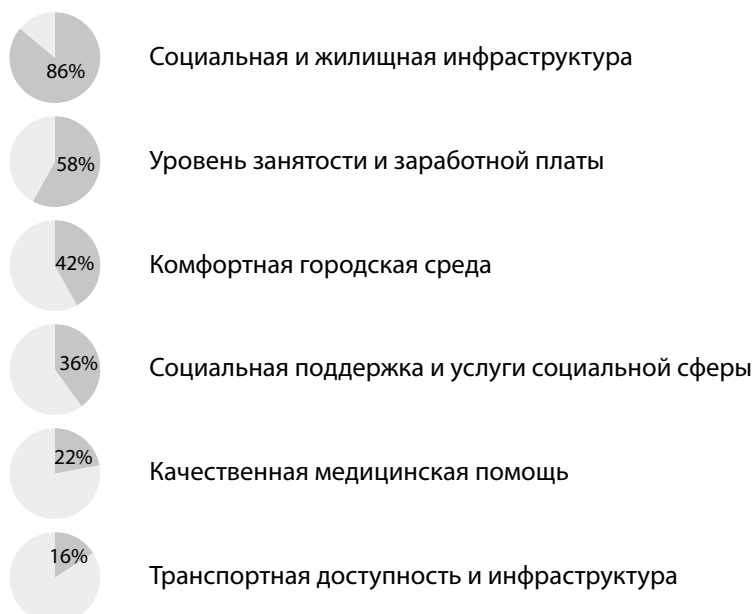 86% Социальная и жилищная инфраструктура
58% Уровень занятости и заработной платы
42% Комфортная городская среда
36% Социальная поддержка и услуги социальной сферы
22% Качественная медицинская помощь
16% Транспортная доступность и инфраструктура